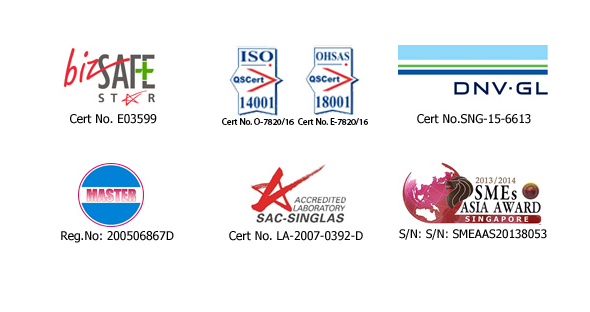 bizSAFE
STAR
Cert No. E03599
ISO
QSCert
14001
Cert No. O-7820/16
OHSAS
QSCert
18001
Cert No. E-7820/16
DNV·GL
Cert No.SNG-15-6613
MASTER
Reg.No: 200506867D
ACCREDITED
LABORATORY
SAC-SINGLAS
Cert No. LA-2007-0392-D
2013/2014
SMEs
ASIA AWARD
SINGAPORE
S/N: S/N: SMEAAS20138053